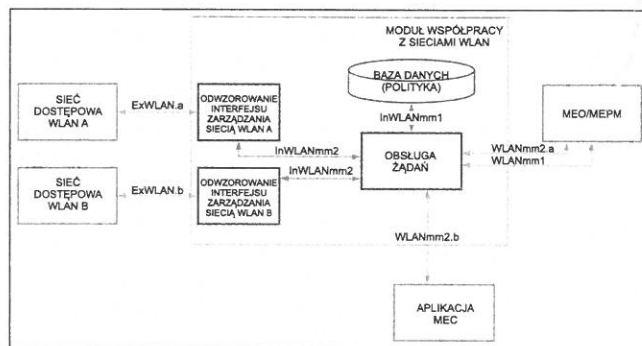 MODUŁ WSPÓŁPRACY
Z SIECIAMI WLAN
BAZA DANYCH
(POLITYKA)
SIEĆ
DOSTĘPOWA
WLAN A
ExWLAN.a
ODWZOROWANIE
INTERFEJSU
ZARZĄDZANIA
SIECIĄ WLAN A
InWLANmm1
MEO/MEPM
InWLANmm2
OBSŁUGA
ŻĄDAŃ
WLANmm2.a
WLANmm1
SIEĆ
DOSTĘPOWA
WLAN B
ExWLAN.b
ODWZOROWANIE
INTERFEJSU
ZARZĄDZANIA
SIECIĄ WLAN B
InWLANmm2
WLANmm2.b
APLIKACJA
MEC